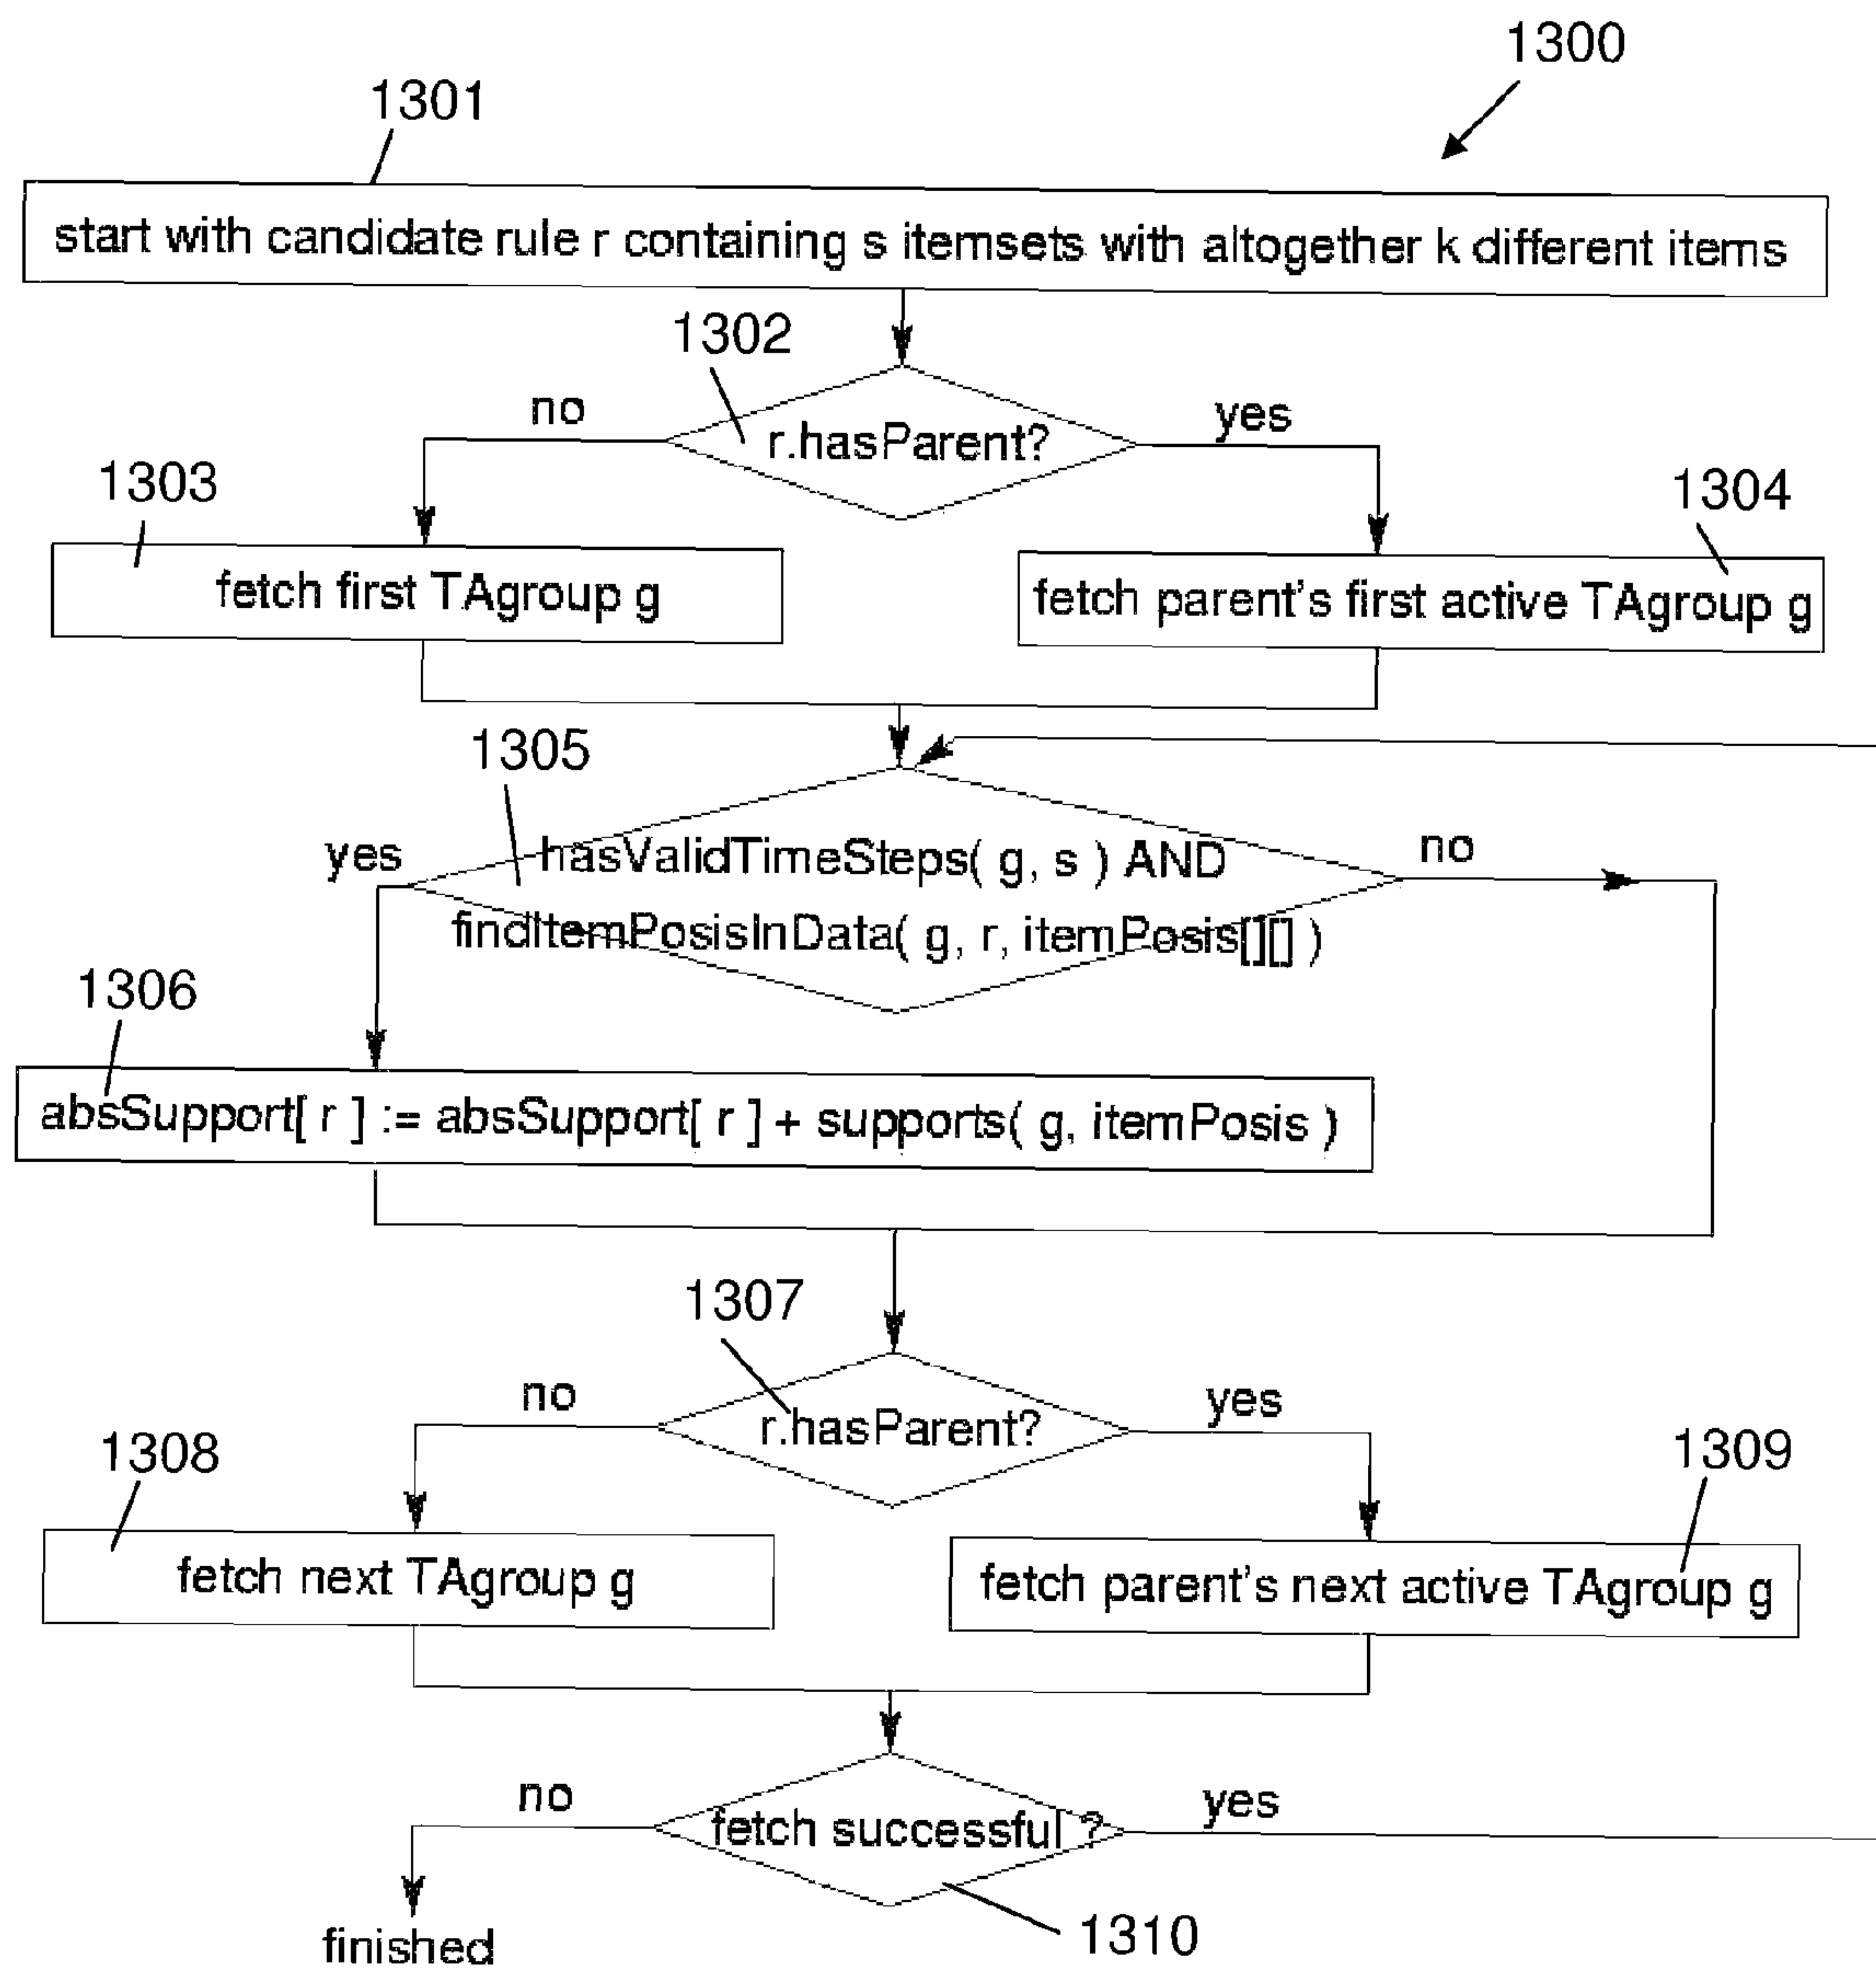 1300
1301
start with candidate rule r containing s itemsets with altogether k different items
1302
no
yes
r.hasParent?
1303
1304
fetch first TAgroup g
fetch parent's first active TAgroup g
1305
yes
hasValidTimeSteps( g, s ) AND
no
findItemPosisInData( g, r, itemPosis[][] )
1306
absSupport[ r ] := absSupport[ r ] + supports( g, itemPosis )
1307
no
yes
r.hasParent?
1308
1309
fetch next TAgroup g
fetch parent's next active TAgroup g
no
yes
fetch successful ?
1310
finished